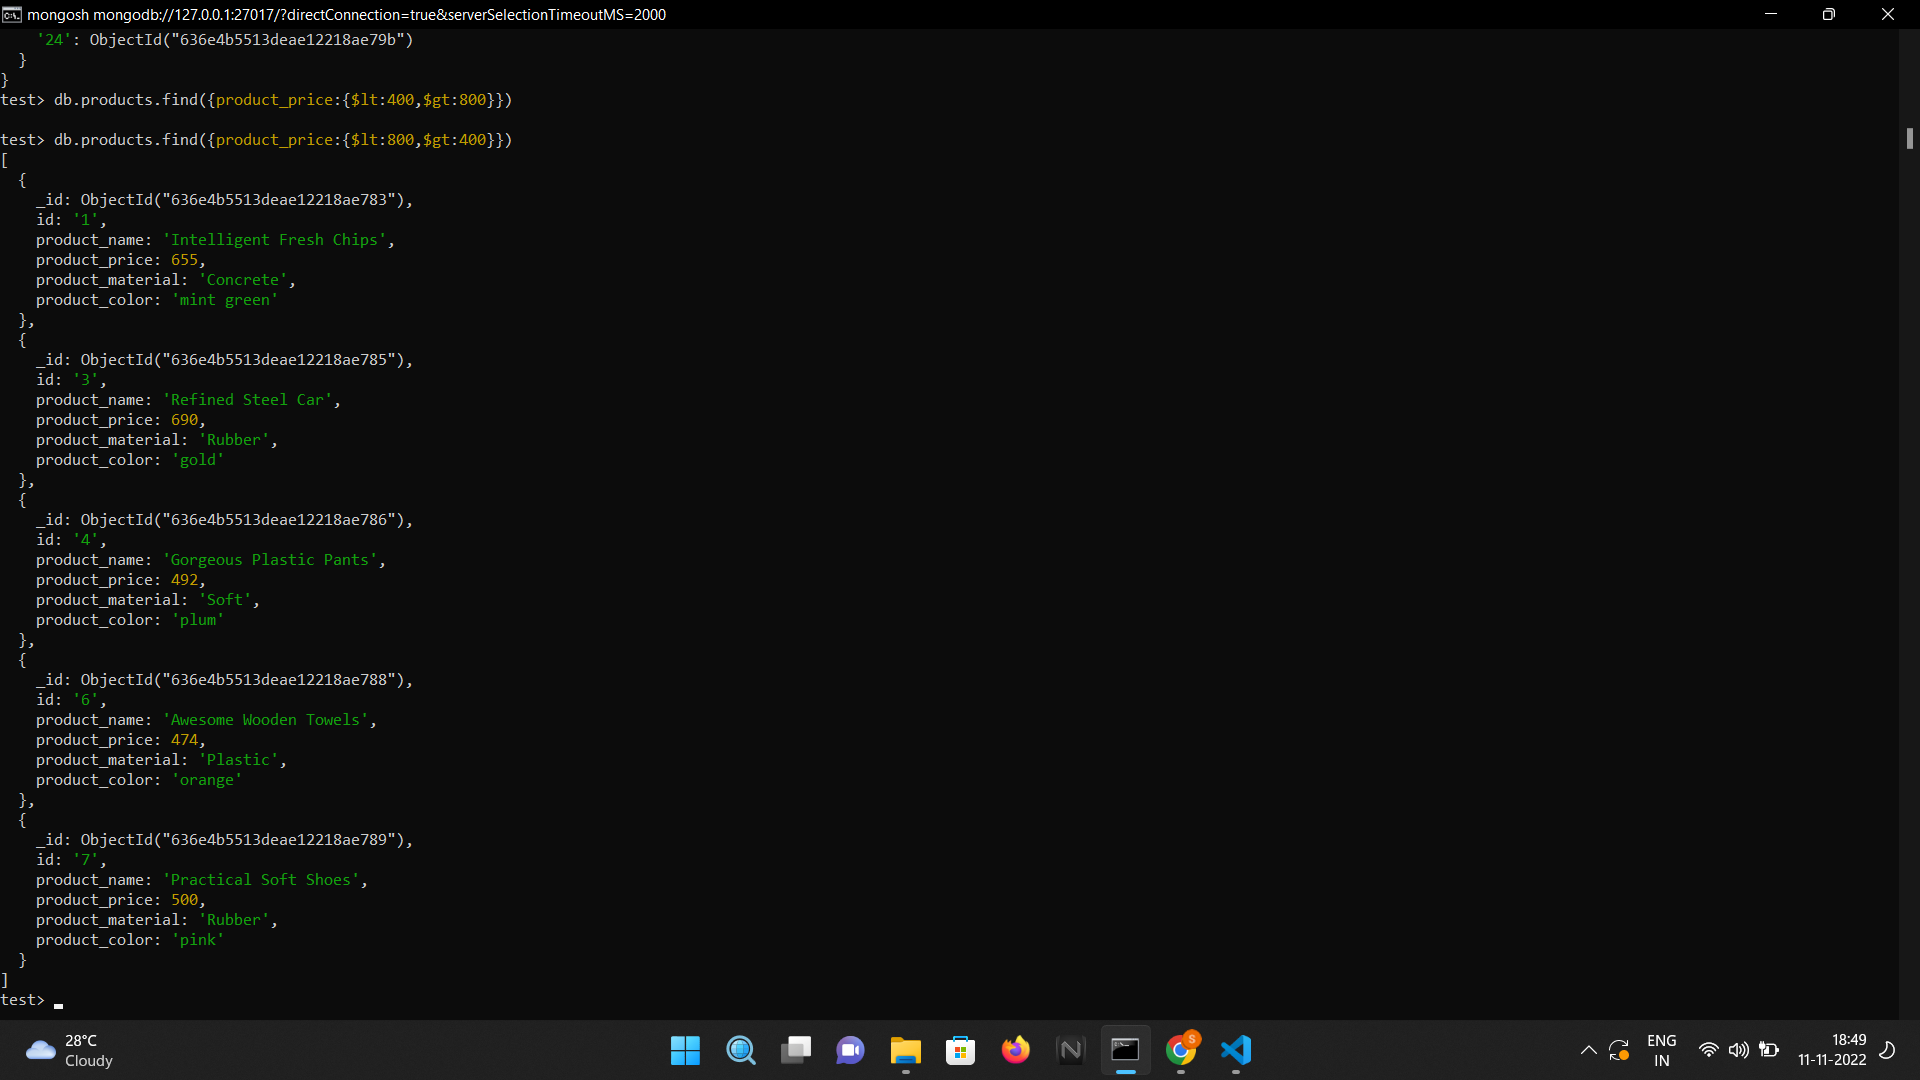 mongosh mongodb://127.0.0.1:27017/?directConnection=true&serverSelectionTimeoutMS=2000
'24': ObjectId("636e4b5513deae12218ae79b")
}
}
test> db.products.find({product_price:{$lt:400,$gt:800}})
test> db.products.find({product_price:{$lt:800,$gt:400}})
[
{
_id: ObjectId("636e4b5513deae12218ae783"),
id: '1',
product_name: 'Intelligent Fresh Chips',
product_price: 655,
product_material: 'Concrete',
product_color: 'mint green'
},
{
_id: ObjectId("636e4b5513deae12218ae785"),
id: '3',
product_name: 'Refined Steel Car',
product_price: 690,
product_material: 'Rubber',
product_color: 'gold'
},
{
_id: ObjectId("636e4b5513deae12218ae786"),
id: '4',
product_name: 'Gorgeous Plastic Pants',
product_price: 492,
product_material: 'Soft',
product_color: 'plum'
},
{
_id: ObjectId("636e4b5513deae12218ae788"),
id: '6',
product_name: 'Awesome Wooden Towels',
product_price: 474,
product_material: 'Plastic',
product_color: 'orange'
},
{
_id: ObjectId("636e4b5513deae12218ae789"),
id: '7',
product_name: 'Practical Soft Shoes',
product_price: 500,
product_material: 'Rubber',
product_color: 'pink'
}
]
test>
28°C
Cloudy
S
ENG
IN
18:49
11-11-2022